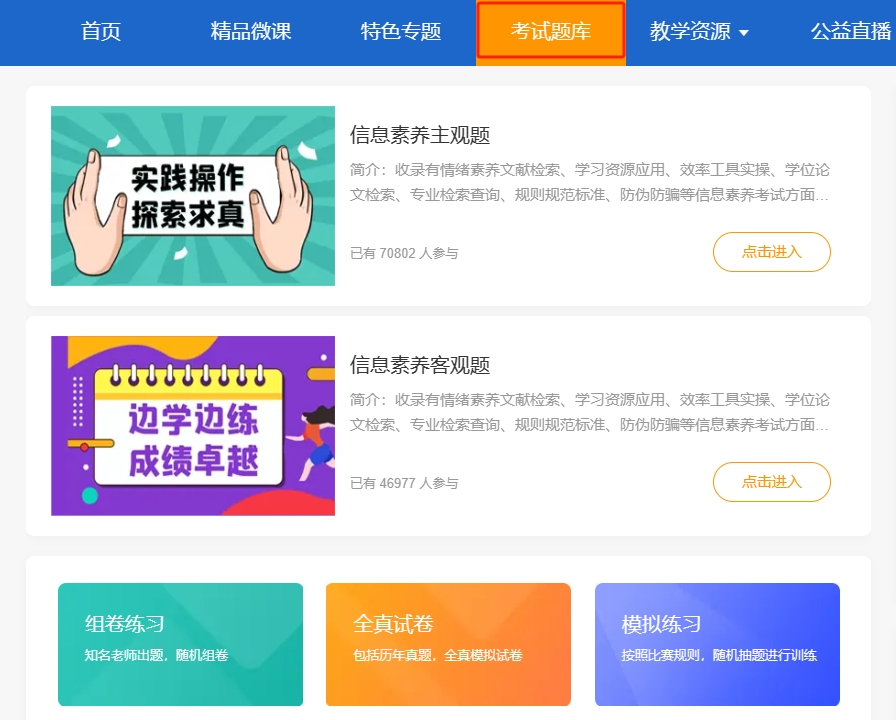 首页 精品微课 特色专题 考试题库 教学资源 公益直播
实践操作
探索求真
信息素养主观题
简介：收录有情绪素养文献检索、学习资源应用、效率工具实操、学位论
文检索、专业检索查询、规则规范标准、防伪防骗等信息素养考试方面...
已有 70802 人参与
点击进入
边学边练
成绩卓越
信息素养客观题
简介：收录有情绪素养文献检索、学习资源应用、效率工具实操、学位论
文检索、专业检索查询、规则规范标准、防伪防骗等信息素养考试方面...
已有 46977 人参与
点击进入
组卷练习
知名老师出题，随机组卷
全真试卷
包括历年真题，全真模拟试卷
模拟练习
按照比赛规则，随机抽题进行训练